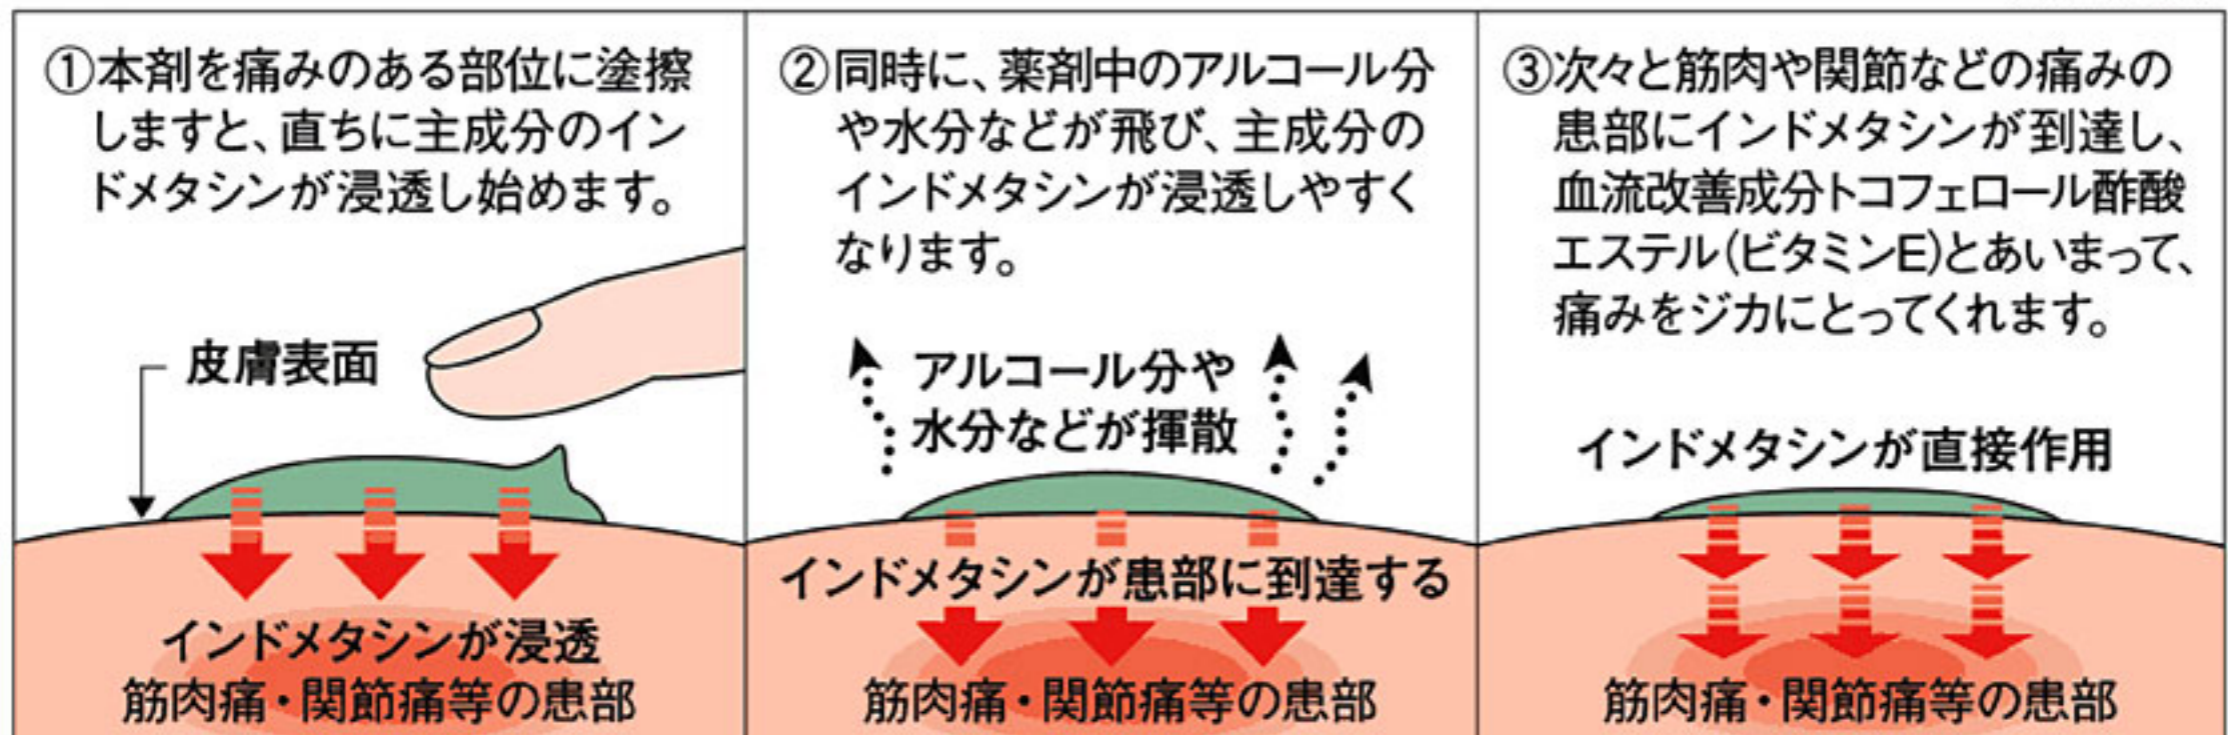 ①本剤を痛みのある部位に塗擦
しますと、直ちに主成分のイン
ドメタシンが浸透し始めます。
皮膚表面
インドメタシンが浸透
筋肉痛・関節痛等の患部
②同時に、薬剤中のアルコール分
や水分などが飛び、主成分の
インドメタシンが浸透しやすく
なります。
アルコール分や
水分などが揮散
インドメタシンが患部に到達する
筋肉痛・関節痛等の患部
③次々と筋肉や関節などの痛みの
患部にインドメタシンが到達し、
血流改善成分トコフェロール酢酸
エステル(ビタミンE)とあいまって、
痛みをジカにとってくれます。
インドメタシンが直接作用
筋肉痛・関節痛等の患部